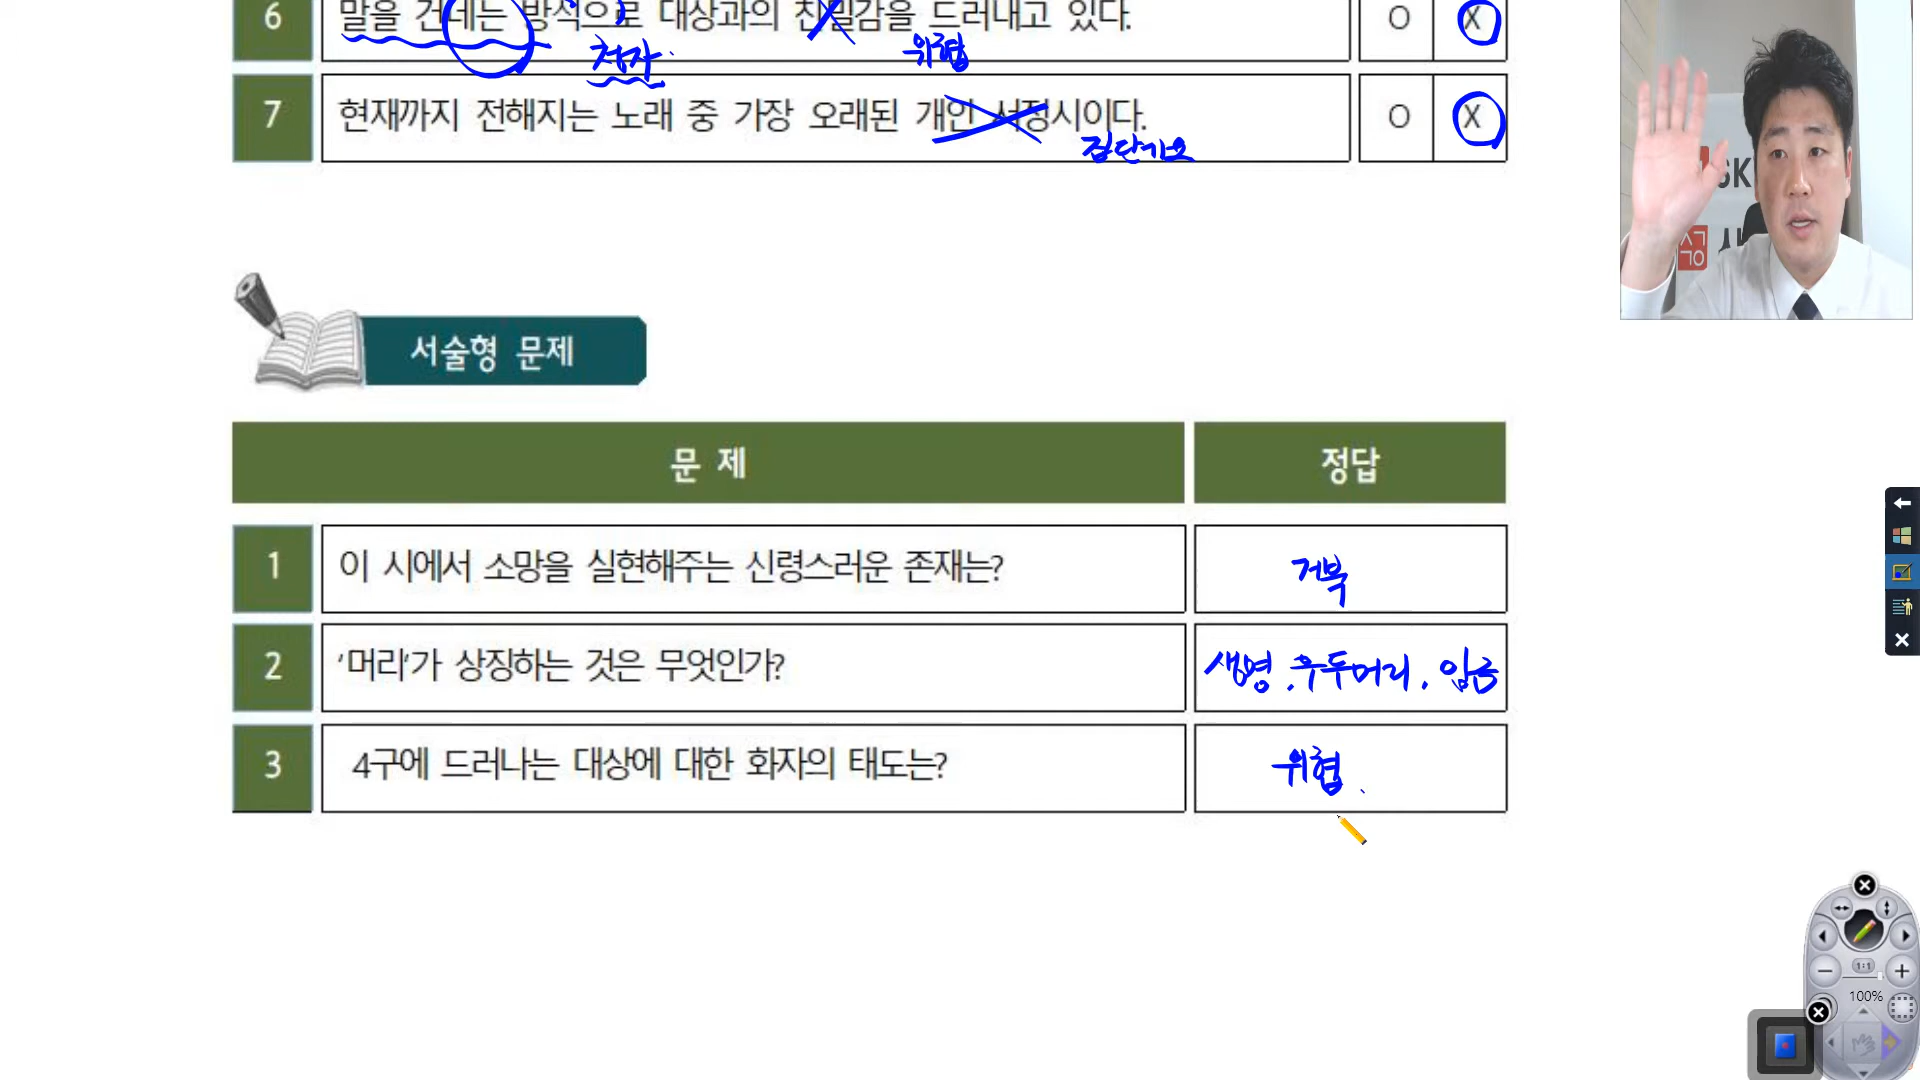 6 말을 건네는 방식으로 대상과의 친밀감을 드러내고 있다. O X
청자 위협
7 현재까지 전해지는 노래 중 가장 오래된 개인 서정시이다. O X
집단가요
서술형 문제
문 제 정답
1 이 시에서 소망을 실현해주는 신령스러운 존재는? 거북
2 '머리'가 상징하는 것은 무엇인가? 생명, 우두머리, 임금
3 4구에 드러나는 대상에 대한 화자의 태도는? 위협.
SK
1:1
100%